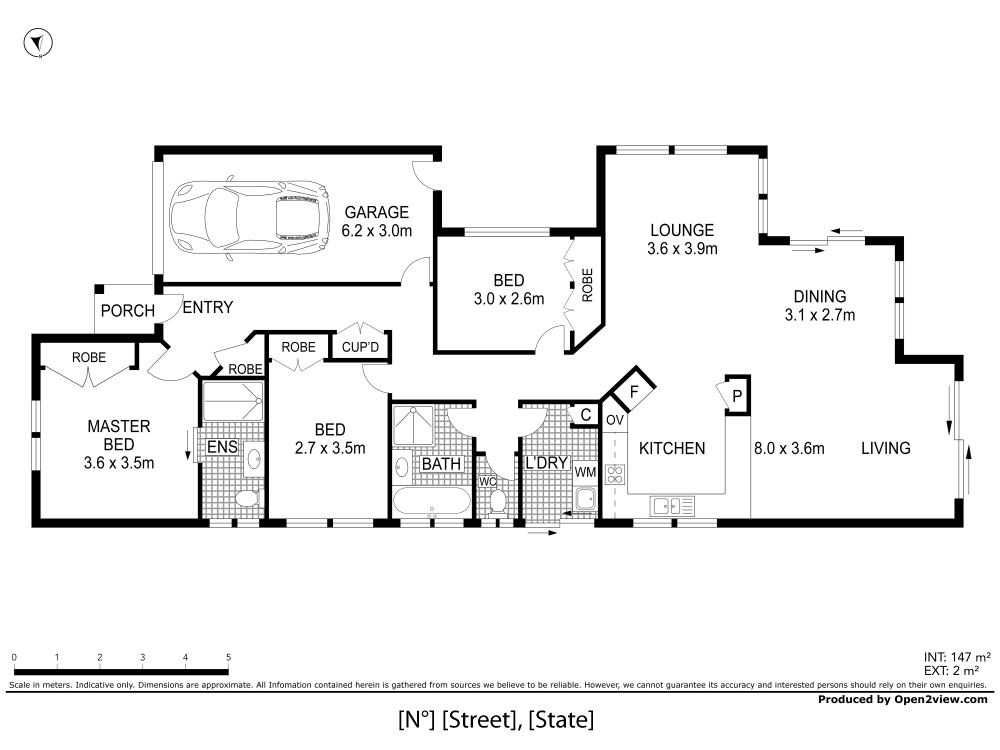 N
GARAGE
6.2 x 3.0m
LOUNGE
3.6 x 3.9m
BED
3.0 x 2.6m
ROBE
DINING
3.1 x 2.7m
PORCH
ENTRY
ROBE
ROBE
CUP'D
ROBE
MASTER
BED
3.6 x 3.5m
ENS
BED
2.7 x 3.5m
BATH
WC
L'DRY
C
WM
F
OV
P
KITCHEN
8.0 x 3.6m
LIVING
0 1 2 3 4 5
INT: 147 m²
EXT: 2 m²
Scale in meters. Indicative only. Dimensions are approximate. All Infomation contained herein is gathered from sources we believe to be reliable. However, we cannot guarantee its accuracy and interested persons should rely on their own enquiries.
Produced by Open2view.com
[N°] [Street], [State]